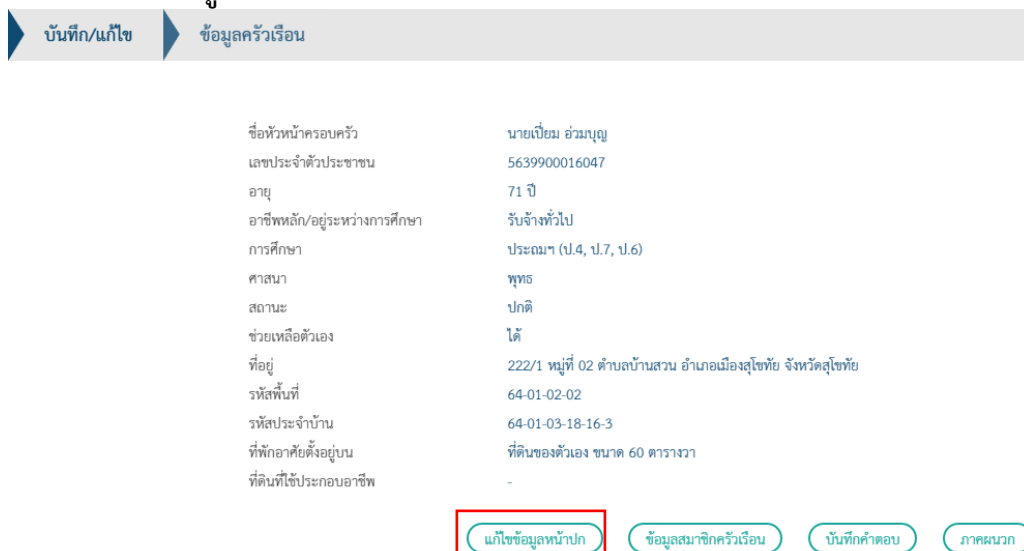 บันทึก/แก้ไข ข้อมูลครัวเรือน
ชื่อหัวหน้าครอบครัว นายเปี่ยม อ่วมบุญ
เลขประจำตัวประชาชน 5639900016047
อายุ 71 ปี
อาชีพหลัก/อยู่ระหว่างการศึกษา รับจ้างทั่วไป
การศึกษา ประถมฯ (ป.4, ป.7, ป.6)
ศาสนา พุทธ
สถานะ ปกติ
ช่วยเหลือตัวเอง ได้
ที่อยู่ 222/1 หมู่ที่ 02 ตำบลบ้านสวน อำเภอเมืองสุโขทัย จังหวัดสุโขทัย
รหัสพื้นที่ 64-01-02-02
รหัสประจำบ้าน 64-01-03-18-16-3
ที่พักอาศัยตั้งอยู่บน ที่ดินของตัวเอง ขนาด 60 ตารางวา
ที่ดินที่ใช้ประกอบอาชีพ -
แก้ไขข้อมูลหน้าปก ข้อมูลสมาชิกครัวเรือน บันทึกคำตอบ ภาคผนวก